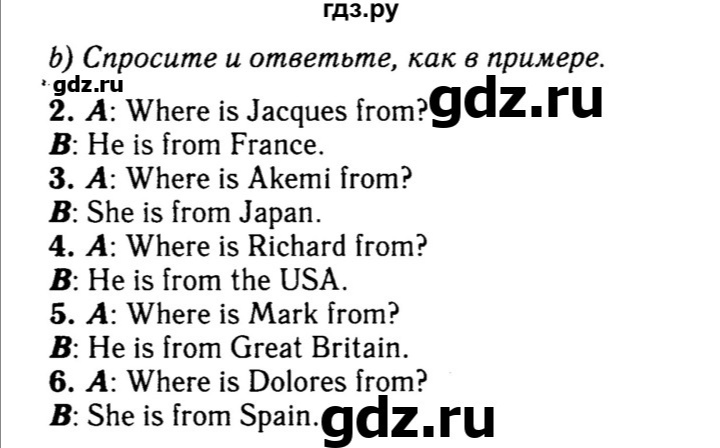 гдз.ру
b) Спросите и ответьте, как в примере.
gdz.ru
2. A: Where is Jacques from?
gdz.ru
B: He is from France.
3. A: Where is Akemi from?
B: She is from Japan.
4. A: Where is Richard from?
B: He is from the USA.
5. A: Where is Mark from?
B: He is from Great Britain.
6. A: Where is Dolores from?
B: She is from Spain.
gdz.ru